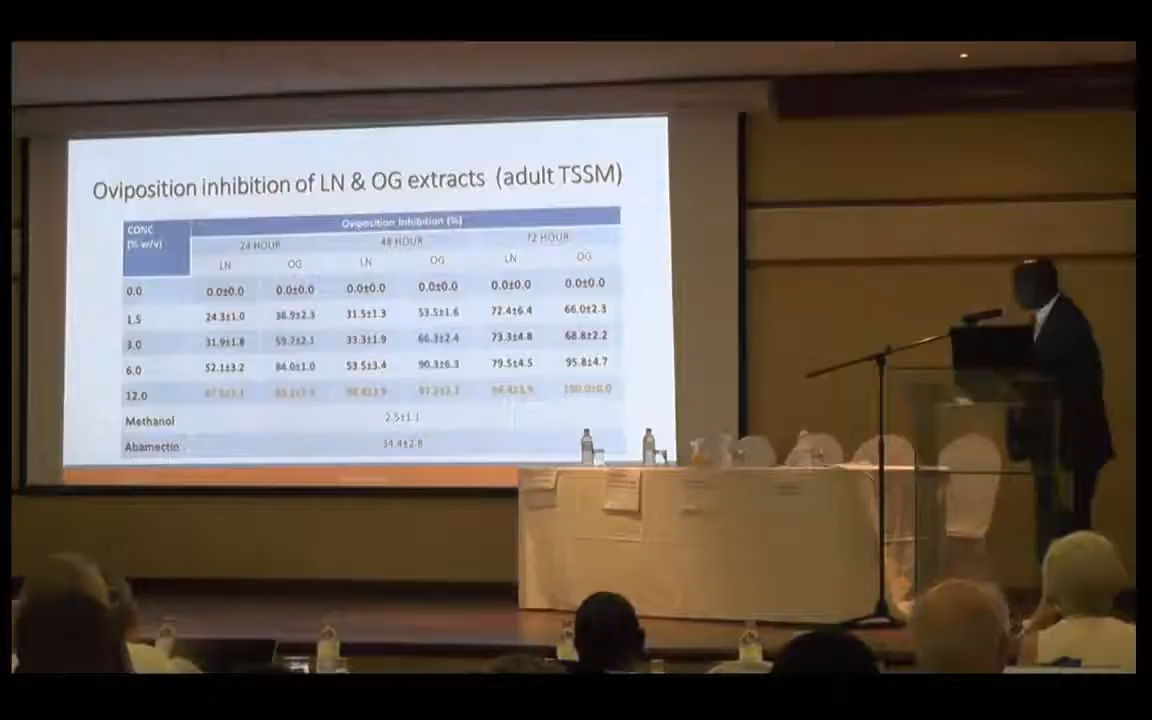 Oviposition inhibition of LN & OG extracts (adult TSSM)
CONC Oviposition Inhibition (%)
(% w/v) 24 HOUR 48 HOUR 72 HOUR
LN OG LN OG LN OG
0.0 0.0±0.0 0.0±0.0 0.0±0.0 0.0±0.0 0.0±0.0 0.0±0.0
1.5 24.3±1.0 36.9±2.3 31.5±1.3 53.5±1.6 72.4±6.4 66.0±2.3
3.0 31.9±1.8 59.7±2.1 33.3±1.9 66.3±2.4 73.3±4.8 68.8±2.2
6.0 52.1±3.2 84.0±1.0 53.5±3.4 90.3±6.3 79.5±4.5 95.8±4.7
12.0 100.0±0.0
Methanol 2.5±1.1
Abamectin 34.4±2.8